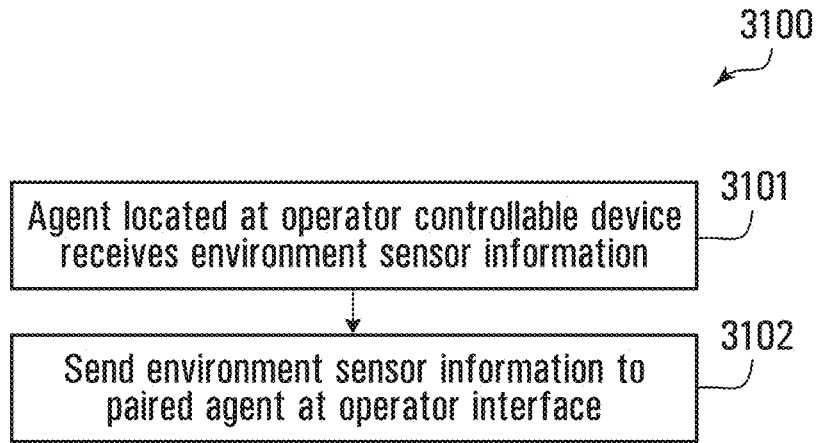 3100
3101
Agent located at operator controllable device
receives environment sensor information
3102
Send environment sensor information to
paired agent at operator interface